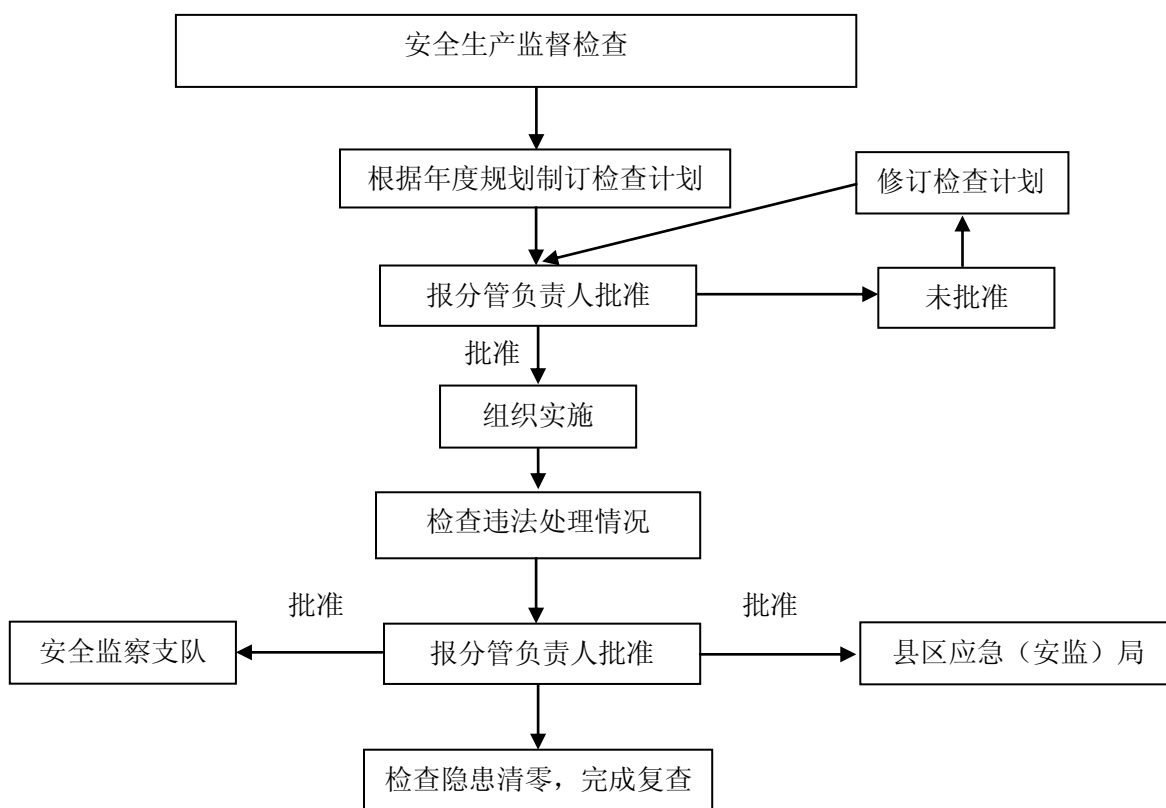 安全生产监督检查
根据年度规划制订检查计划
修订检查计划
报分管负责人批准
未批准
批准
组织实施
检查违法处理情况
批准
批准
安全监察支队
报分管负责人批准
县区应急（安监）局
检查隐患清零，完成复查